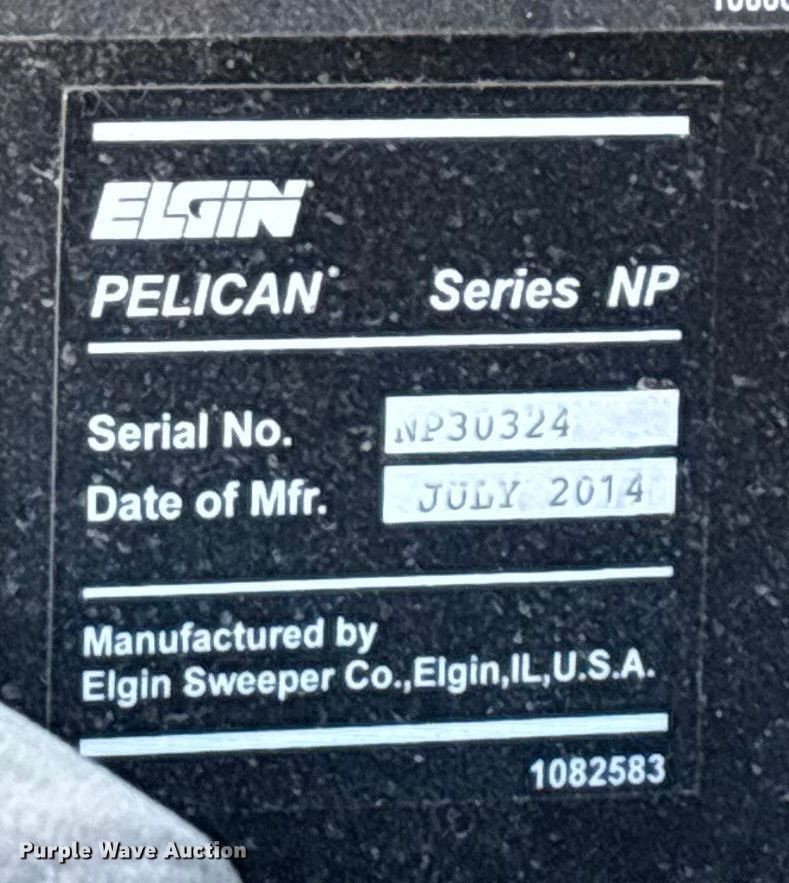 ELGIN
PELICAN® Series NP
Serial No. NP30324
Date of Mfr. JULY 2014
Manufactured by
Elgin Sweeper Co.,Elgin,IL,U.S.A.
1082583
Purple Wave Auction